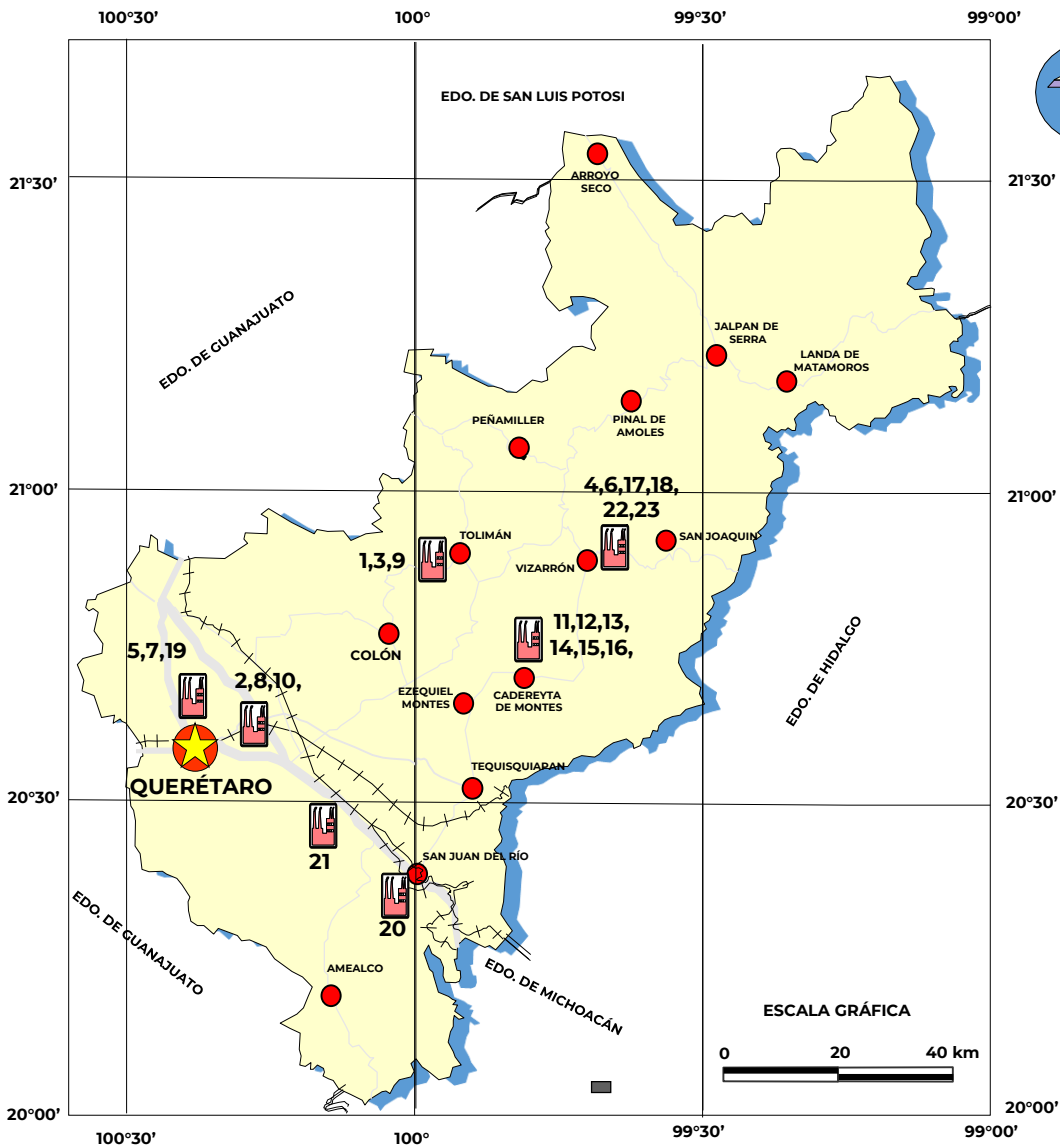 100°30’
100°
99°30’
99°00’
EDO. DE SAN LUIS POTOSI
ARROYO
SECO
21°30’
21°30’
EDO. DE GUANAJUATO
JALPAN DE
SERRA
LANDA DE
MATAMOROS
PEÑAMILLER
PINAL DE
AMOLES
21°00’
21°00’
4,6,17,18,
22,23
TOLIMÁN
1,3,9
SAN JOAQUIN
VIZARRÓN
11,12,13,
14,15,16,
COLÓN
5,7,19
2,8,10,
EZEQUIEL
MONTES
CADEREYTA
DE MONTES
EDO. DE HIDALGO
TEQUISQUIAPAN
QUERÉTARO
20°30’
20°30’
21
SAN JUAN DEL RÍO
20
EDO. DE GUANAJUATO
AMEALCO
EDO. DE MICHOACÁN
ESCALA GRÁFICA
0
20
40 km
20°00’
20°00’
100°30’
100°
99°30’
99°00’